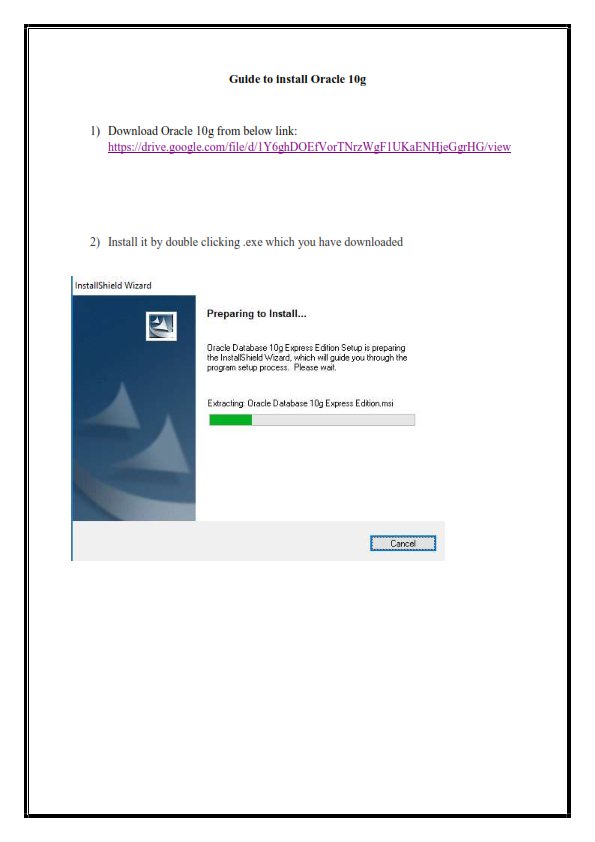 Guide to install Oracle 10g
1) Download Oracle 10g from below link:
https://drive.google.com/file/d/1Y6ghDOEfVorTNrzWgF1UKaENHjeGgrHG/view
2) Install it by double clicking .exe which you have downloaded
InstallShield Wizard
Preparing to Install...
Oracle Database 10g Express Edition Setup is preparing
the InstallShield Wizard, which will guide you through the
program setup process. Please wait.
Extracting: Oracle Database 10g Express Edition.msi
Cancel